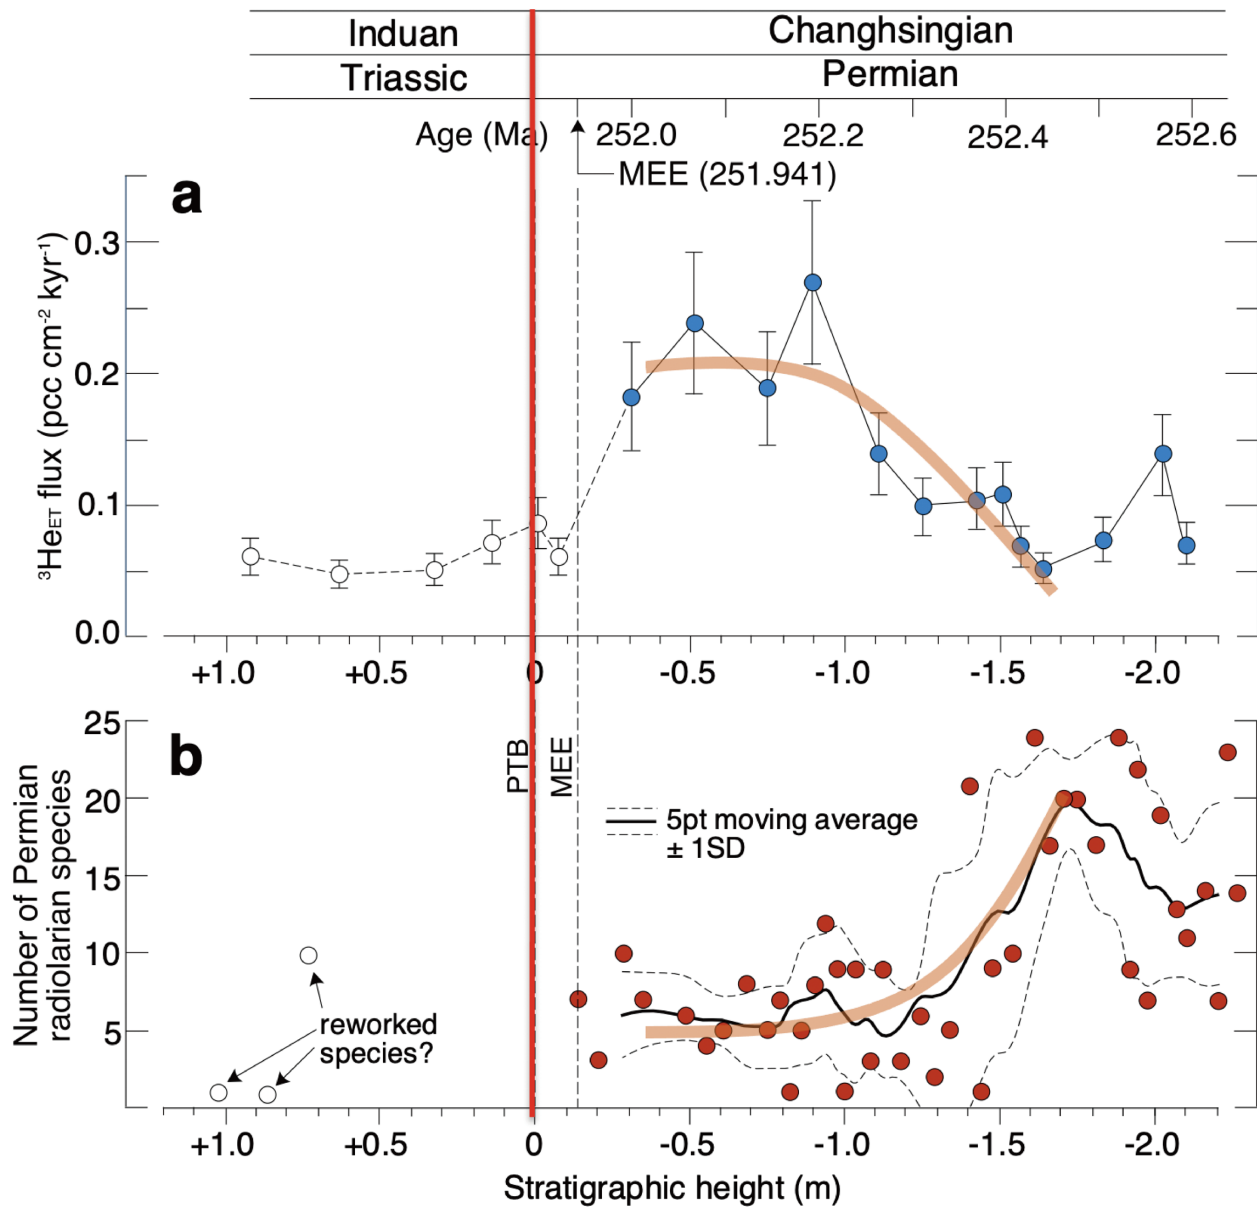 Induan Changhsingian
Triassic Permian
Age (Ma) 252.0 252.2 252.4 252.6
MEE (251.941)
a
³HeET flux (pcc cm⁻² kyr⁻¹)
0.3
0.2
0.1
0.0
+1.0 +0.5 0 -0.5 -1.0 -1.5 -2.0
b
Number of Permian
radiolarian species
25
20
15
10
5
PTB
MEE
5pt moving average
± 1SD
reworked
species?
+1.0 +0.5 0 -0.5 -1.0 -1.5 -2.0
Stratigraphic height (m)